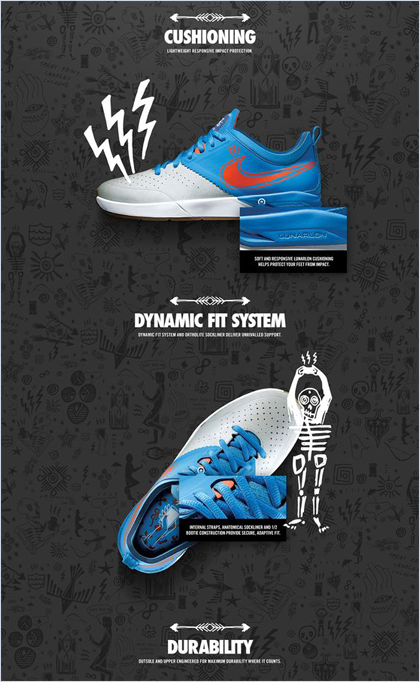 CUSHIONING
LIGHTWEIGHT RESPONSIVE IMPACT PROTECTION
LUNARLON
SOFT AND RESPONSIVE LUNARLON CUSHIONING
HELPS PROTECT YOUR FEET FROM IMPACT.
DYNAMIC FIT SYSTEM
DYNAMIC FIT SYSTEM AND ORTHOLITE SOCKLINER DELIVER UNRIVALLED SUPPORT.
INTERNAL STRAPS, ANATOMICAL SOCKLINER AND 1/2
BOOTIE CONSTRUCTION PROVIDE SECURE, ADAPTIVE FIT.
DURABILITY
OUTSOLE AND UPPER ENGINEERED FOR MAXIMUM DURABILITY WHERE IT COUNTS.